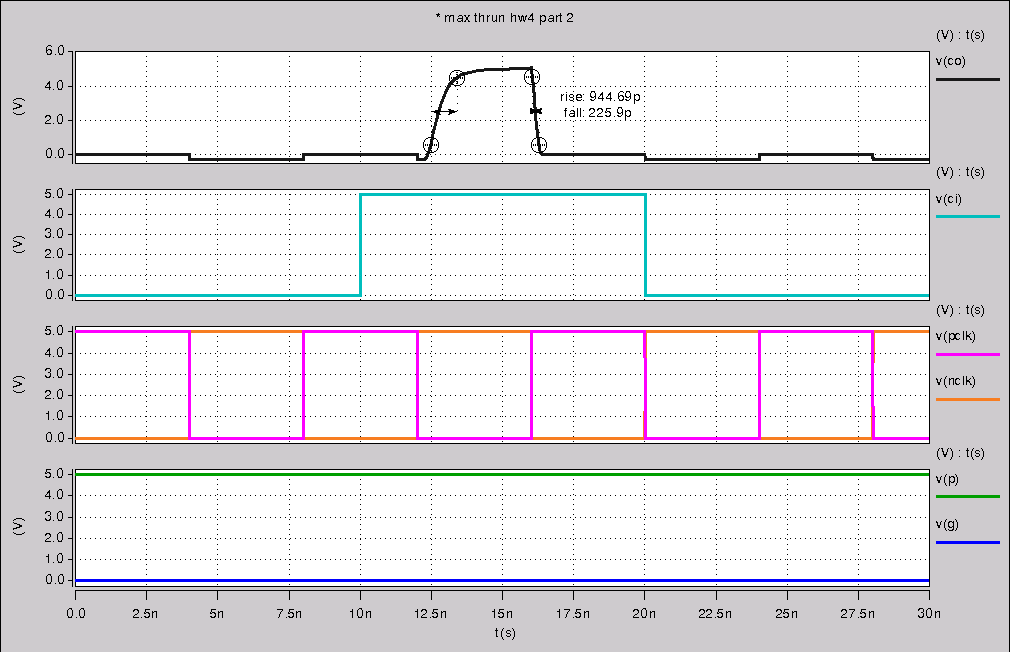 * max thrun hw4 part 2
(V) : t(s)
v(co)
(V)
6.0
4.0
2.0
0.0
rise: 944.69p
fall: 225.9p
(V) : t(s)
v(ci)
(V)
5.0
4.0
3.0
2.0
1.0
0.0
(V) : t(s)
v(pclk)
v(nclk)
(V)
5.0
4.0
3.0
2.0
1.0
0.0
(V) : t(s)
v(p)
v(g)
(V)
5.0
4.0
3.0
2.0
1.0
0.0
0.0 2.5n 5n 7.5n 10n 12.5n 15n 17.5n 20n 22.5n 25n 27.5n 30n
t(s)